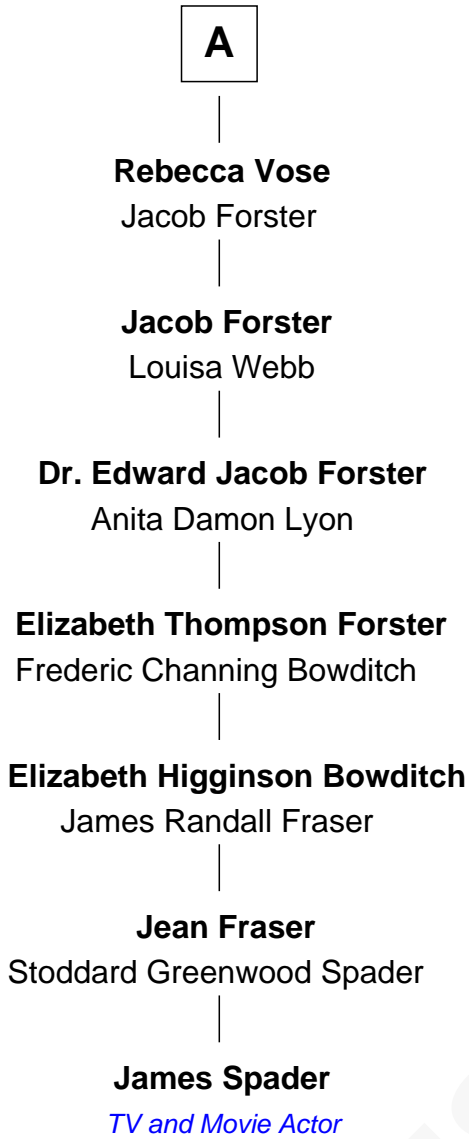 A
Rebecca Vose
Jacob Forster
Jacob Forster
Louisa Webb
Dr. Edward Jacob Forster
Anita Damon Lyon
Elizabeth Thompson Forster
Frederic Channing Bowditch
Elizabeth Higginson Bowditch
James Randall Fraser
Jean Fraser
Stoddard Greenwood Spader
James Spader
TV and Movie Actor